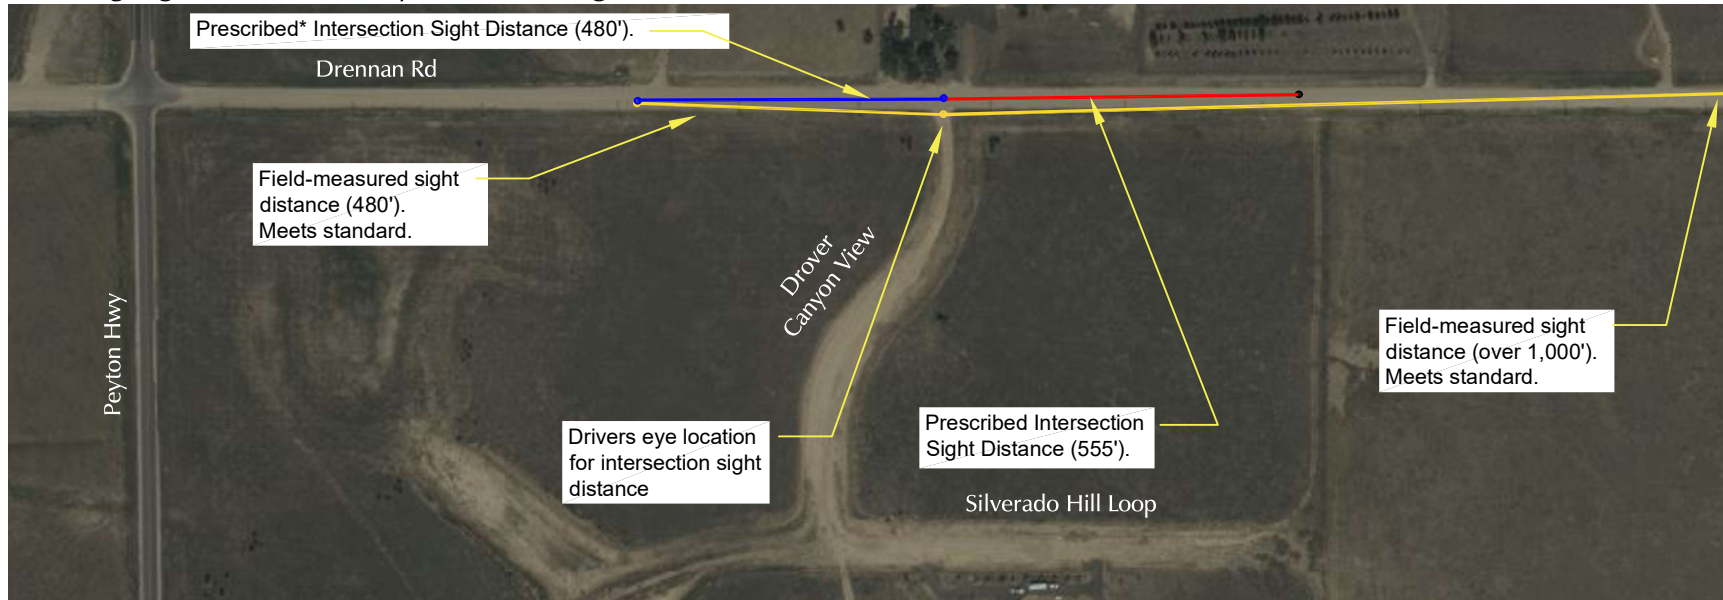 Prescribed* Intersection Sight Distance (480').
Drennan Rd
Field-measured sight
distance (480').
Meets standard.
Drover
Canyon View
Peyton Hwy
Field-measured sight
distance (over 1,000').
Meets standard.
Drivers eye location
for intersection sight
distance
Prescribed Intersection
Sight Distance (555').
Silverado Hill Loop